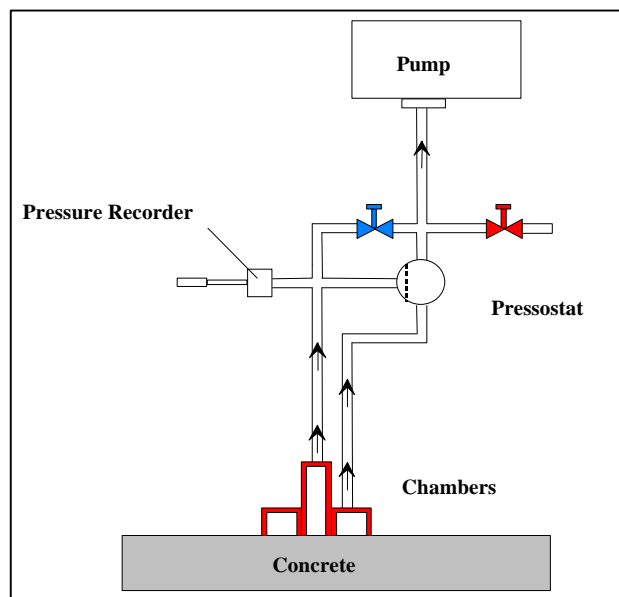 Pump
Pressure Recorder
Pressostat
Chambers
Concrete